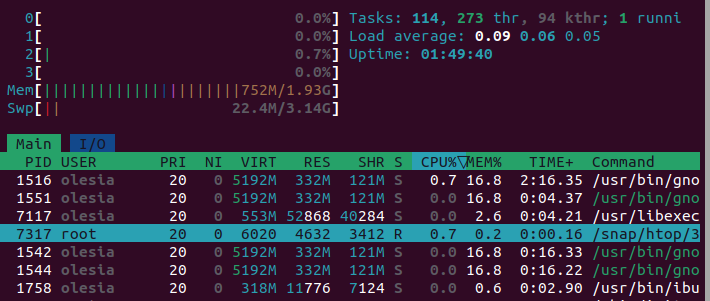 0[ 0.0%] Tasks: 114, 273 thr, 94 kthr; 1 runni
1[ 0.0%] Load average: 0.09 0.06 0.05
2[| 0.7%] Uptime: 01:49:40
3[ 0.0%]
Mem[||||||||||||||||||||||752M/1.93G]
Swp[|| 22.4M/3.14G]
Main I/O
PID USER PRI NI VIRT RES SHR S CPU%▽MEM% TIME+ Command
1516 olesia 20 0 5192M 332M 121M S 0.7 16.8 2:16.35 /usr/bin/gno
1551 olesia 20 0 5192M 332M 121M S 0.0 16.8 0:04.37 /usr/bin/gno
7117 olesia 20 0 553M 52868 40284 S 0.0 2.6 0:04.21 /usr/libexec
7317 root 20 0 6020 4632 3412 R 0.7 0.2 0:00.16 /snap/htop/3
1542 olesia 20 0 5192M 332M 121M S 0.0 16.8 0:16.33 /usr/bin/gno
1544 olesia 20 0 5192M 332M 121M S 0.0 16.8 0:16.22 /usr/bin/gno
1758 olesia 20 0 318M 11776 7124 S 0.0 0.6 0:02.90 /usr/bin/ibu